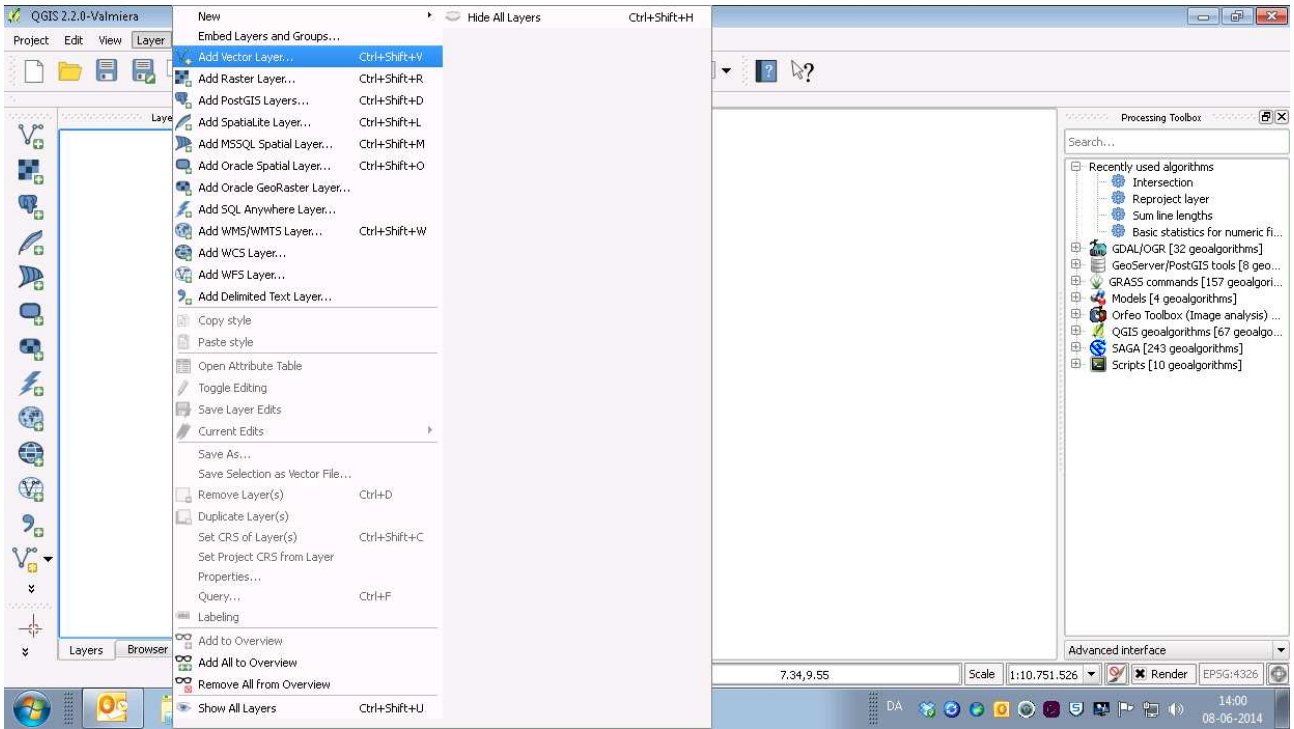 QGIS 2.2.0-Valmiera
Project Edit View Layer
New
Embed Layers and Groups...
Add Vector Layer... Ctrl+Shift+V
Add Raster Layer... Ctrl+Shift+R
Add PostGIS Layers... Ctrl+Shift+D
Add SpatiaLite Layer... Ctrl+Shift+L
Add MSSQL Spatial Layer... Ctrl+Shift+M
Add Oracle Spatial Layer... Ctrl+Shift+O
Add Oracle GeoRaster Layer...
Add SQL Anywhere Layer...
Add WMS/WMTS Layer... Ctrl+Shift+W
Add WCS Layer...
Add WFS Layer...
Add Delimited Text Layer...
Copy style
Paste style
Open Attribute Table
Toggle Editing
Save Layer Edits
Current Edits
Save As...
Save Selection as Vector File...
Remove Layer(s) Ctrl+D
Duplicate Layer(s)
Set CRS of Layer(s) Ctrl+Shift+C
Set Project CRS from Layer
Properties...
Query... Ctrl+F
Labeling
Add to Overview
Add All to Overview
Remove All from Overview
Show All Layers Ctrl+Shift+U
Hide All Layers Ctrl+Shift+H
Laye
Layers Browser
Processing Toolbox
Search...
Recently used algorithms
Intersection
Reproject layer
Sum line lengths
Basic statistics for numeric fi...
GDAL/OGR [32 geoalgorithms]
GeoServer/PostGIS tools [8 geo...
GRASS commands [157 geoalgori...
Models [4 geoalgorithms]
Orfeo Toolbox (Image analysis) ...
QGIS geoalgorithms [67 geoalgo...
SAGA [243 geoalgorithms]
Scripts [10 geoalgorithms]
Advanced interface
7.34,9.55 Scale 1:10.751.526 Render EPSG:4326
DA 14:00
08-06-2014